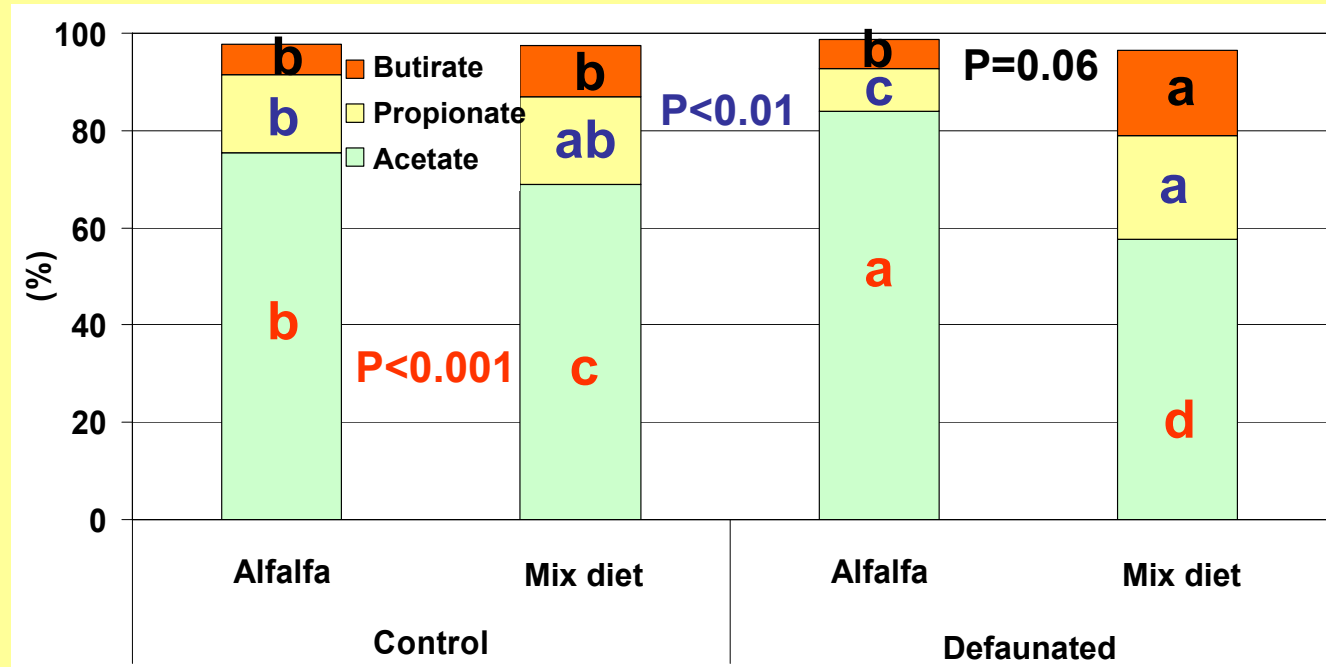 100
80
60
40
20
0
(%)
Butirate
Propionate
Acetate
b
b
b
b
ab
c
b
c
a
a
a
d
P<0.001
P<0.01
P=0.06
Alfalfa
Mix diet
Alfalfa
Mix diet
Control
Defaunated